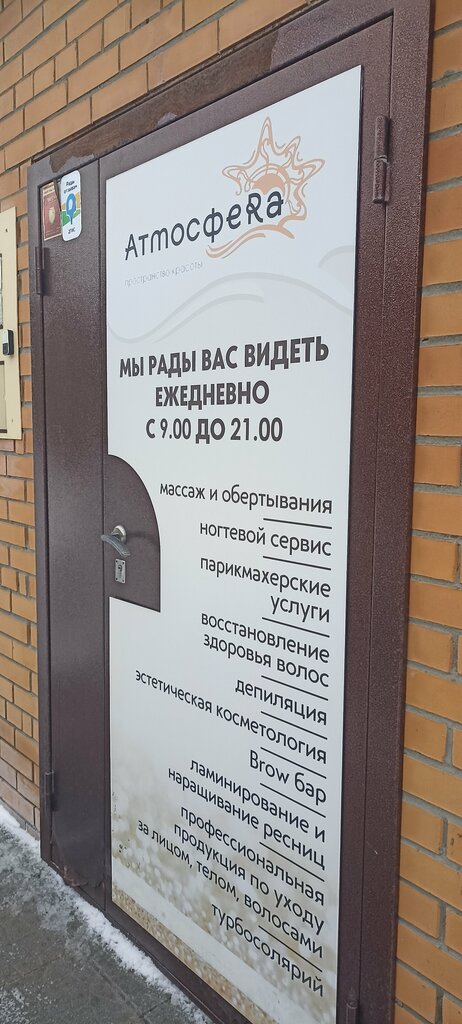 АтмосфеRа
пространство красоты
МЫ РАДЫ ВАС ВИДЕТЬ
ЕЖЕДНЕВНО
С 9.00 ДО 21.00
массаж и обертывания
ногтевой сервис
парикмахерские
услуги
восстановление
здоровья волос
депиляция
эстетическая косметология
Brow бар
ламинирование и
наращивание ресниц
профессиональная
продукция по уходу
за лицом, телом, волосами
турбосолярий